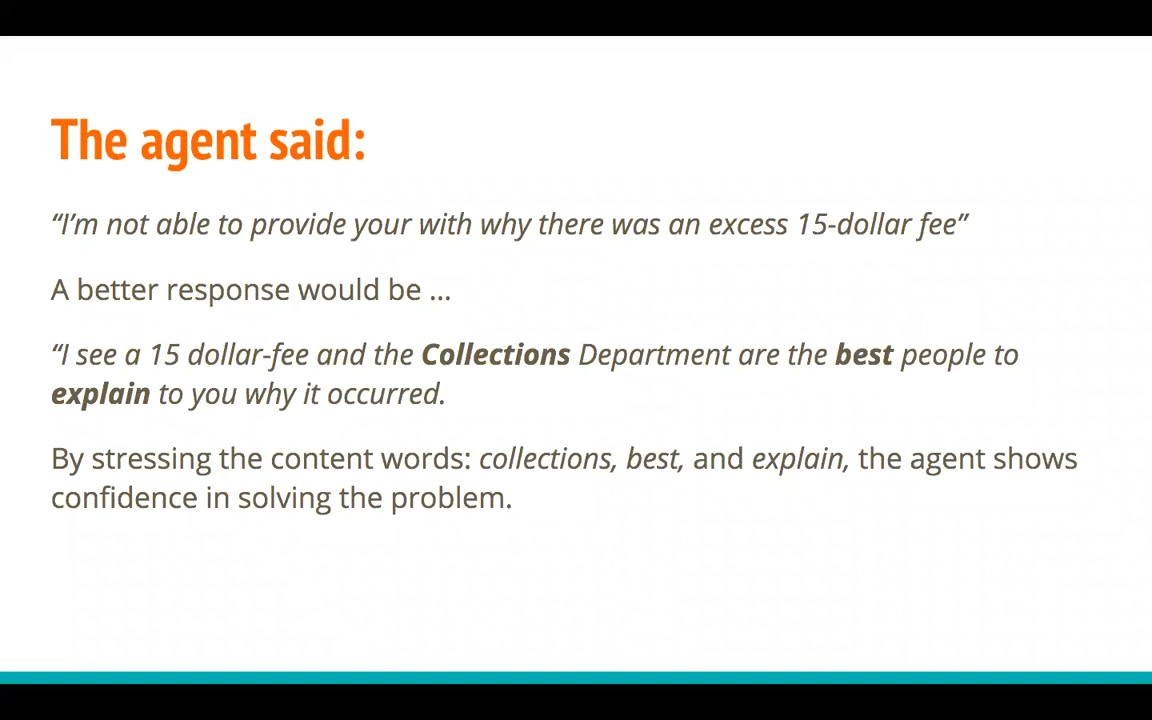 The agent said:
“I’m not able to provide your with why there was an excess 15-dollar fee”
A better response would be ...
“I see a 15 dollar-fee and the Collections Department are the best people to
explain to you why it occurred.
By stressing the content words: collections, best, and explain, the agent shows
confidence in solving the problem.